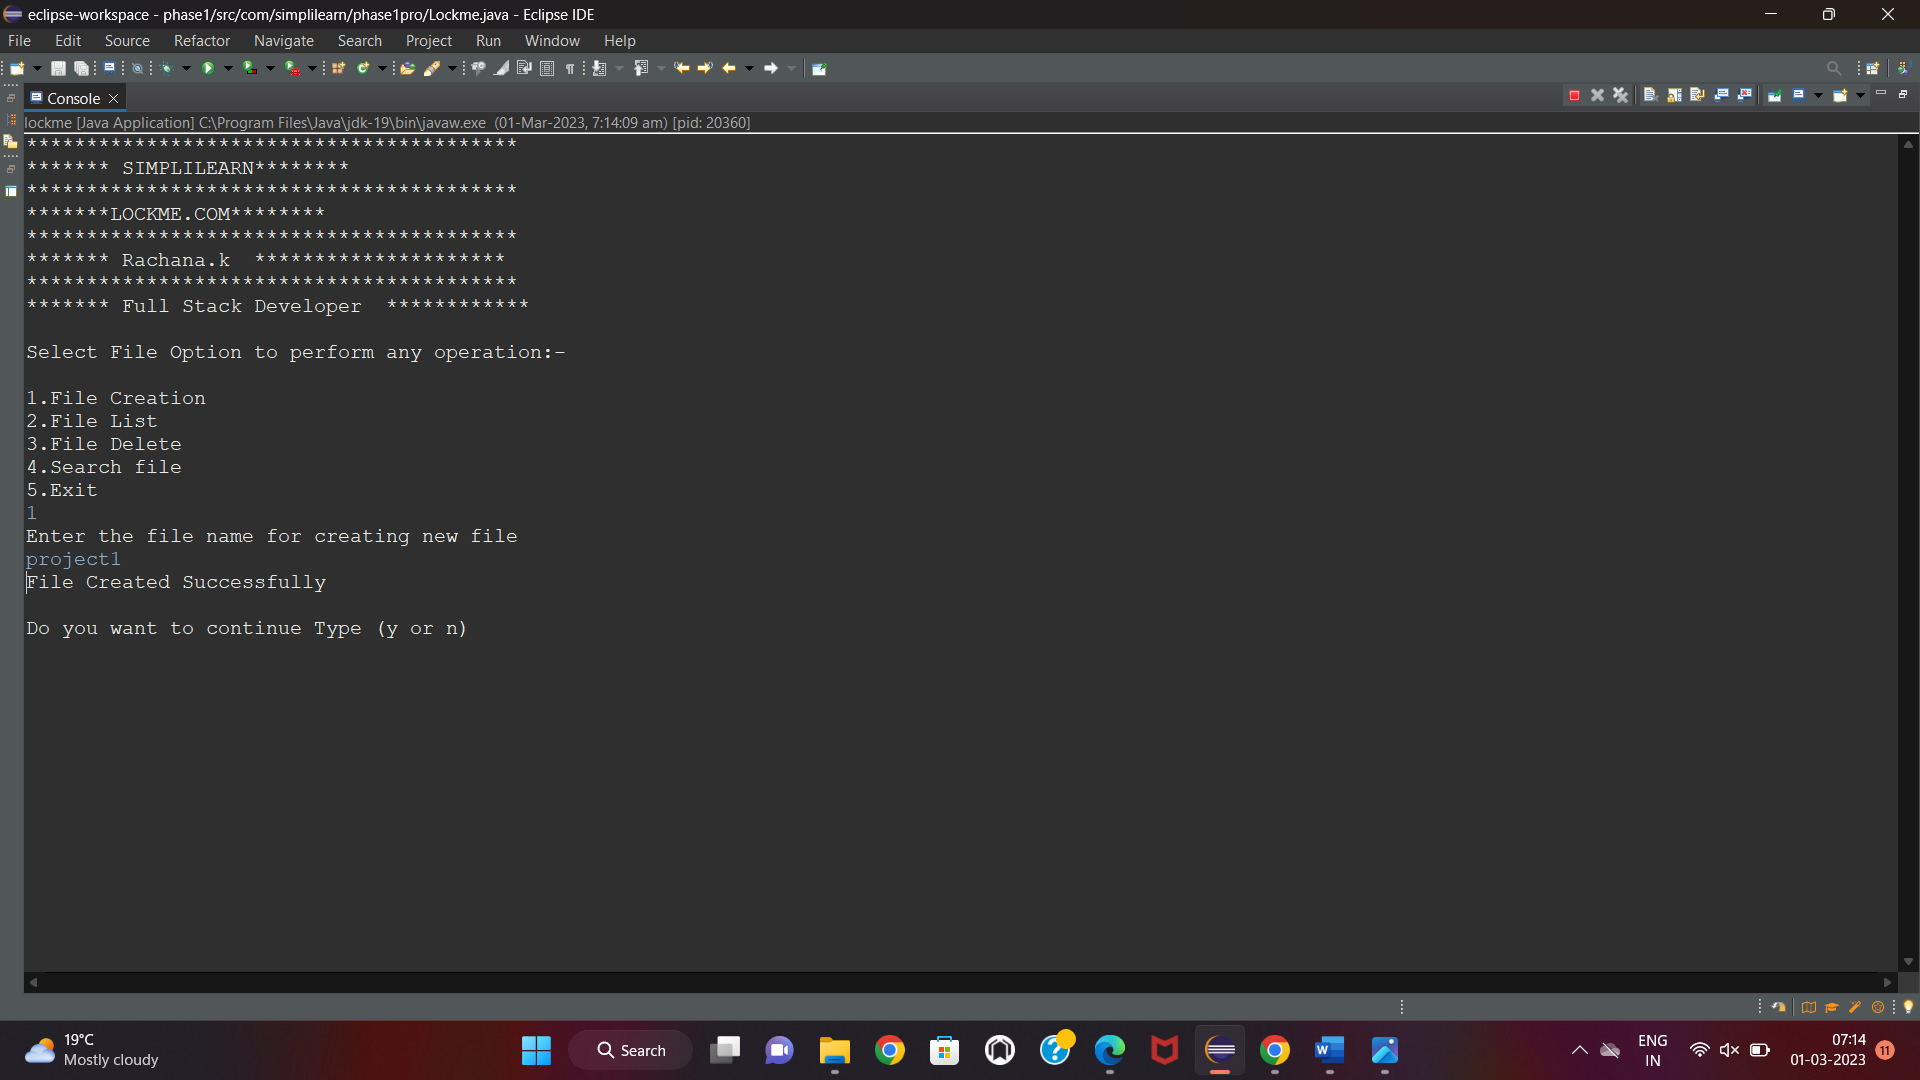 eclipse-workspace - phase1/src/com/simplilearn/phase1pro/Lockme.java - Eclipse IDE
File Edit Source Refactor Navigate Search Project Run Window Help
Console
lockme [Java Application] C:\Program Files\Java\jdk-19\bin\javaw.exe (01-Mar-2023, 7:14:09 am) [pid: 20360]
*****************************************
******* SIMPLILEARN********
*****************************************
*******LOCKME.COM********
*****************************************
******* Rachana.k  *********************
*****************************************
******* Full Stack Developer  ************
Select File Option to perform any operation:-
1.File Creation
2.File List
3.File Delete
4.Search file
5.Exit
1
Enter the file name for creating new file
project1
File Created Successfully
Do you want to continue Type (y or n)
19°C
Mostly cloudy
Search
ENG
IN
07:14
01-03-2023
11